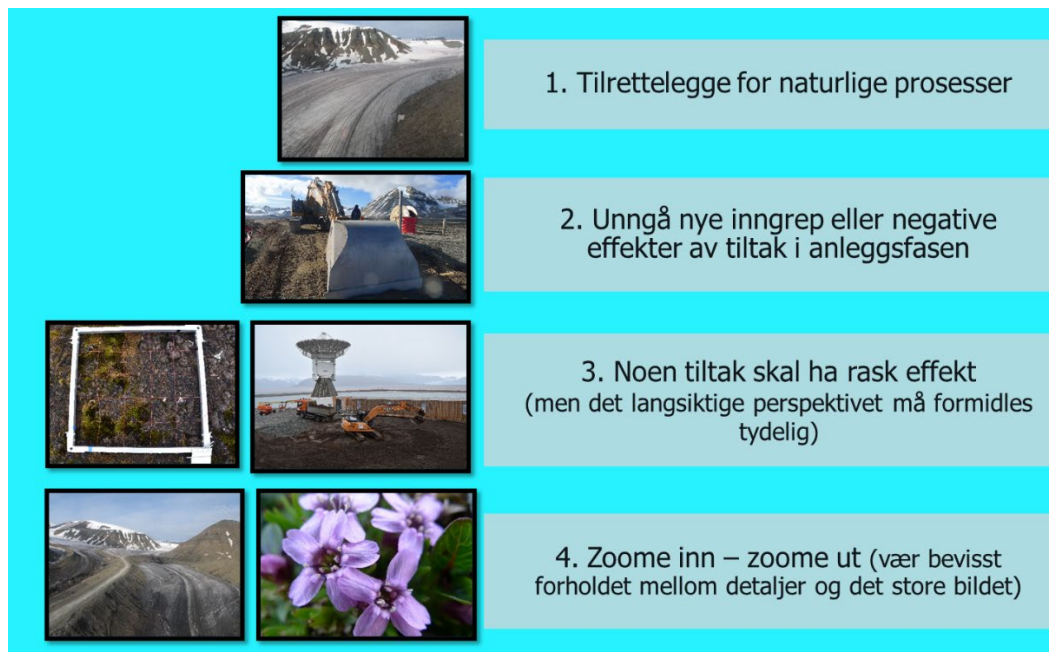 1. Tilrettelegge for naturlige prosesser
2. Unngå nye inngrep eller negative
effekter av tiltak i anleggsfasen
3. Noen tiltak skal ha rask effekt
(men det langsiktige perspektivet må formidles
tydelig)
4. Zoome inn – zoome ut (vær bevisst
forholdet mellom detaljer og det store bildet)